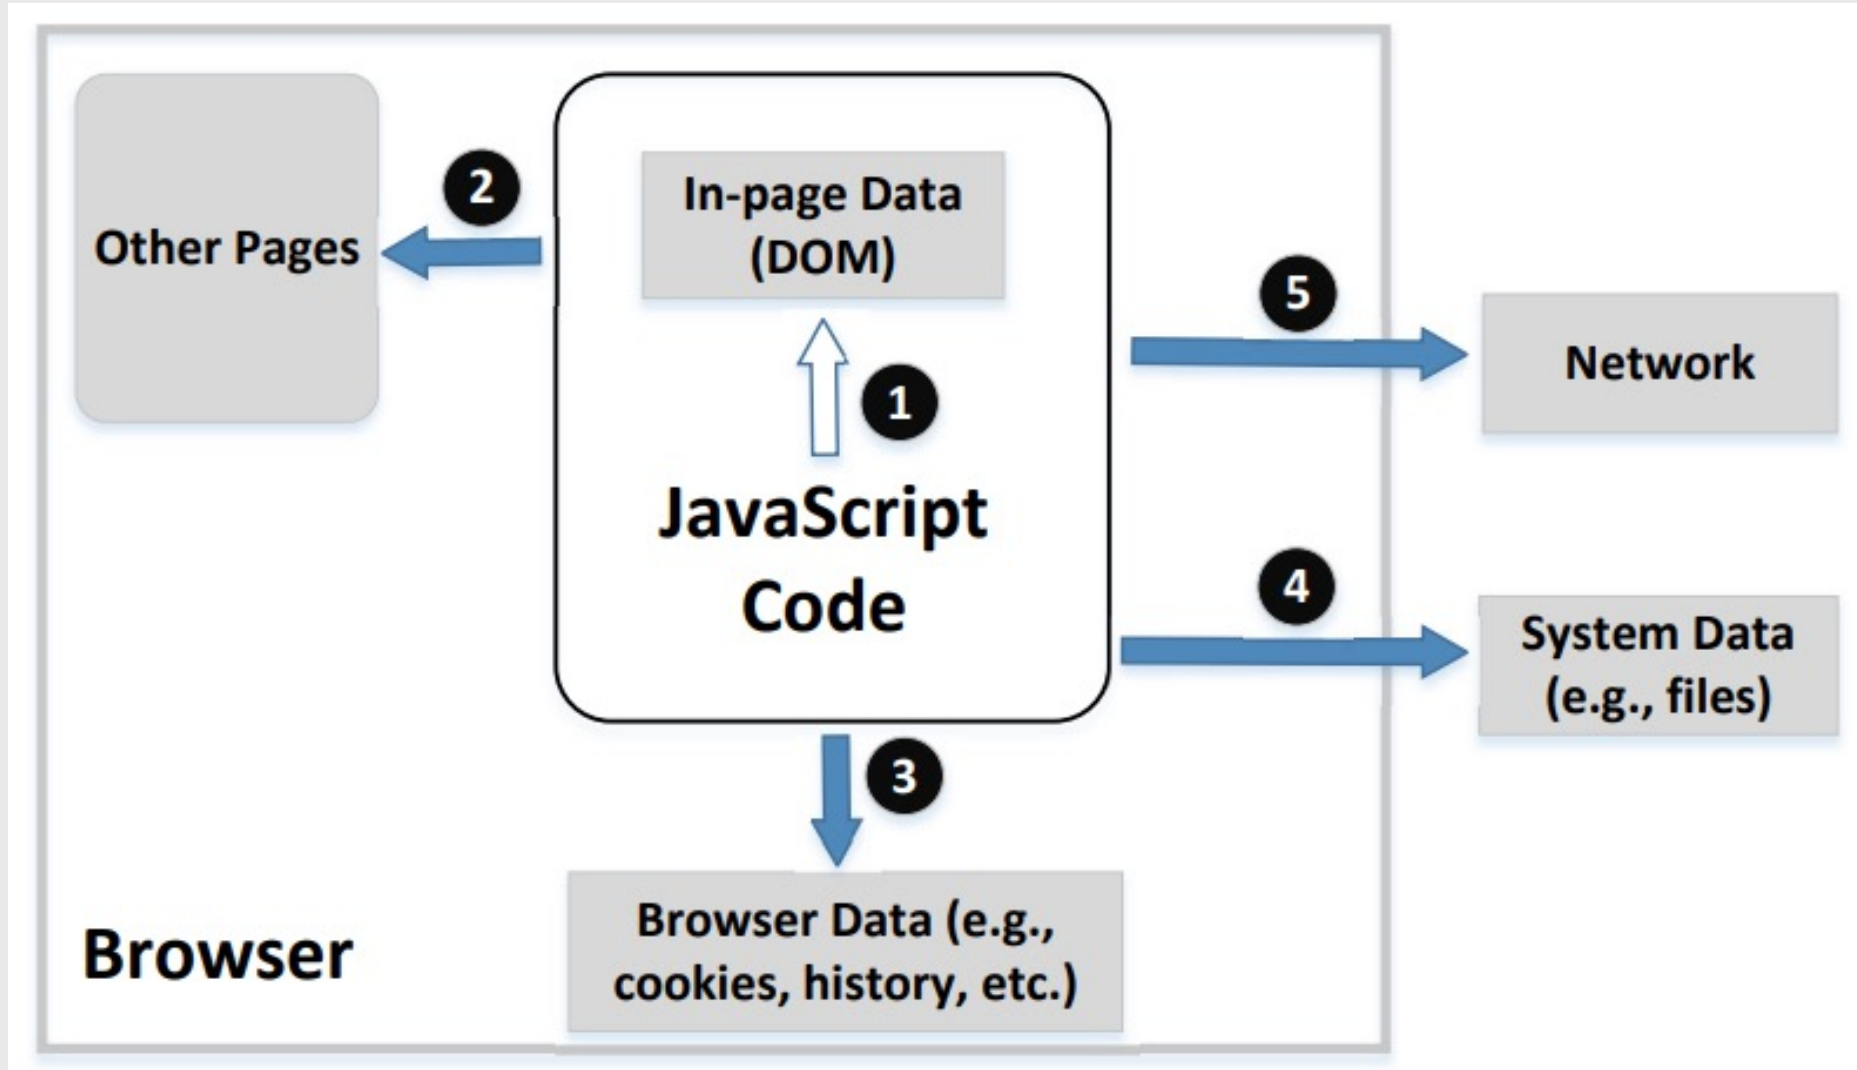 2
In-page Data
(DOM)
Other Pages
5
Network
1
JavaScript
Code
4
System Data
(e.g., files)
3
Browser Data (e.g.,
cookies, history, etc.)
Browser